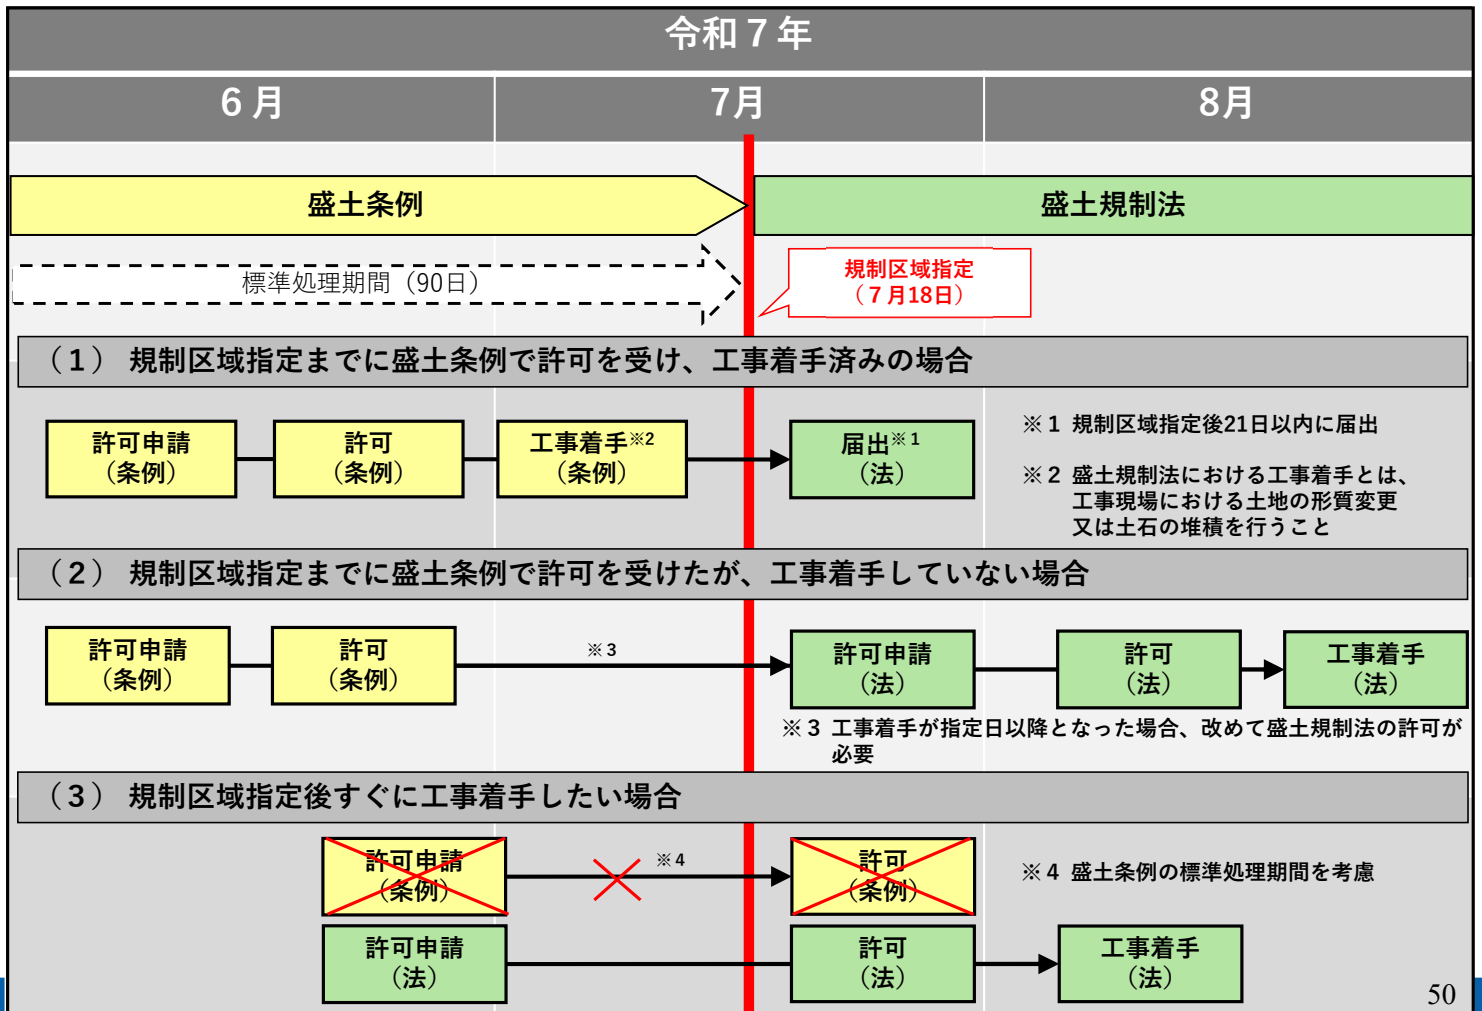 令和７年
６月
7月
8月
盛土条例
盛土規制法
標準処理期間（90日）
規制区域指定
（７月18日）
（１） 規制区域指定までに盛土条例で許可を受け、工事着手済みの場合
許可申請
（条例）
許可
（条例）
工事着手※2
（条例）
届出※１
（法）
※１ 規制区域指定後21日以内に届出
※２ 盛土規制法における工事着手とは、
工事現場における土地の形質変更
又は土石の堆積を行うこと
（２） 規制区域指定までに盛土条例で許可を受けたが、工事着手していない場合
許可申請
（条例）
許可
（条例）
※３
許可申請
（法）
許可
（法）
工事着手
（法）
※３ 工事着手が指定日以降となった場合、改めて盛土規制法の許可が
必要
（３） 規制区域指定後すぐに工事着手したい場合
許可申請
（条例）
※４
許可
（条例）
※４ 盛土条例の標準処理期間を考慮
許可申請
（法）
許可
（法）
工事着手
（法）
50